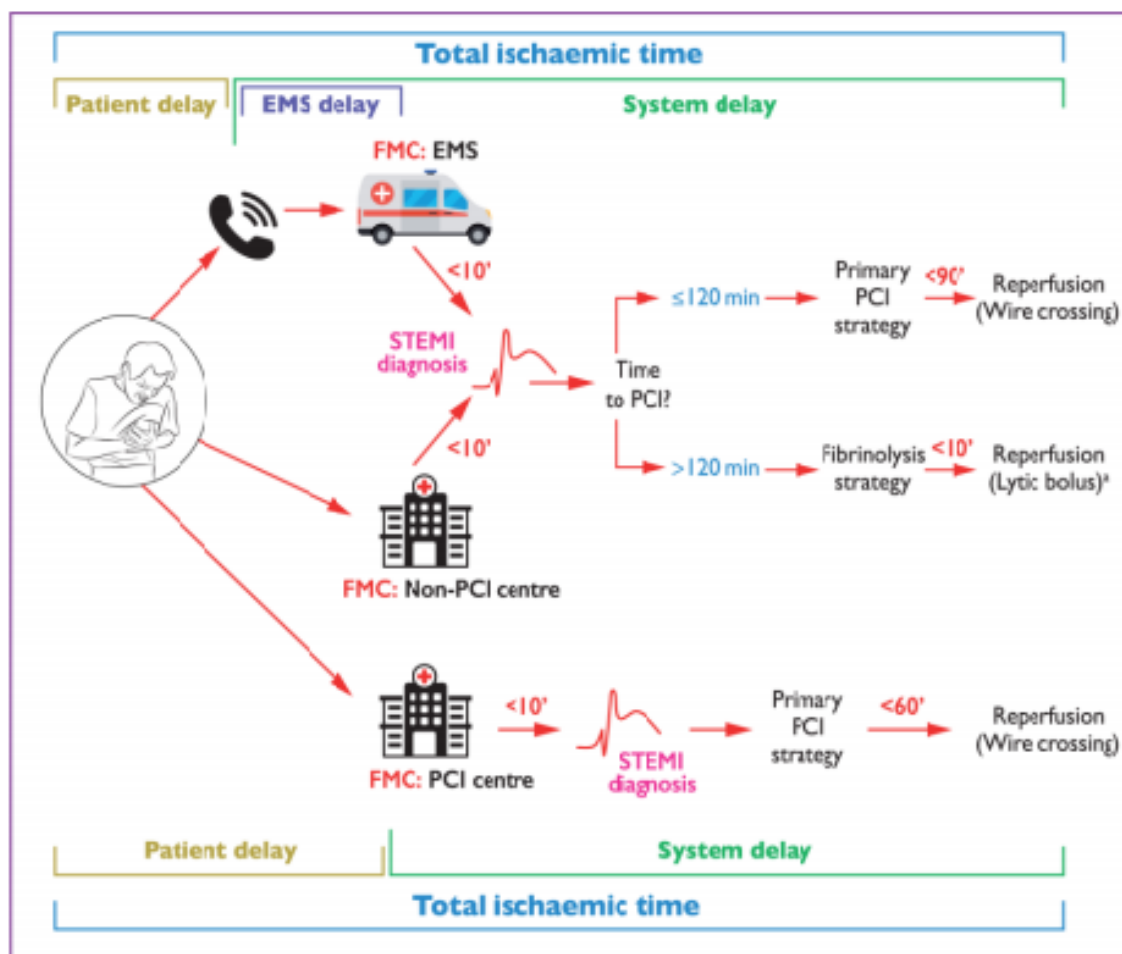 Total ischaemic time
Patient delay
EMS delay
System delay
FMC: EMS
<10'
STEMI
diagnosis
<10'
Time
to PCI?
≤120 min
Primary
PCI
strategy
<90'
Reperfusion
(Wire crossing)
>120 min
Fibrinolysis
strategy
<10'
Reperfusion
(Lytic bolus)ª
FMC: Non-PCI centre
FMC: PCI centre
<10'
STEMI
diagnosis
Primary
PCI
strategy
<60'
Reperfusion
(Wire crossing)
Patient delay
System delay
Total ischaemic time